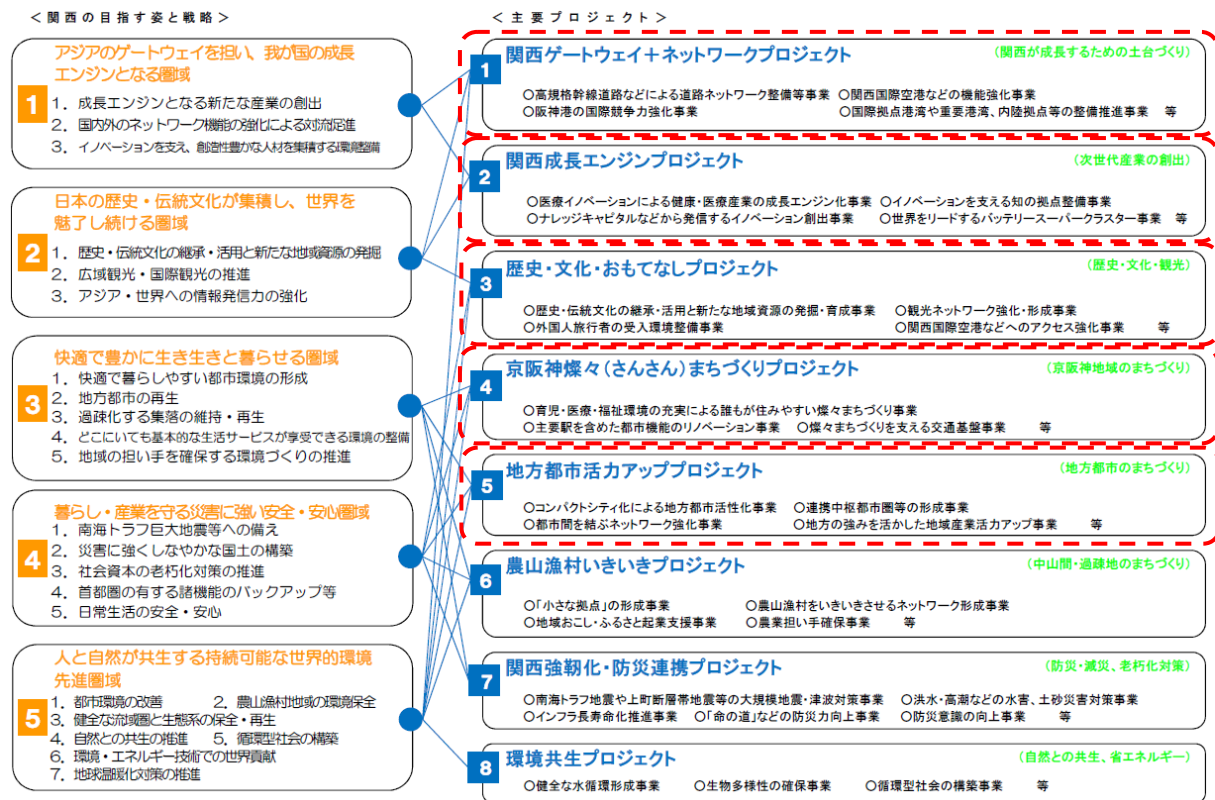 ＜関西の目指す姿と戦略＞
アジアのゲートウェイを担い、我が国の成長
エンジンとなる圏域
1
1．成長エンジンとなる新たな産業の創出
2．国内外のネットワーク機能の強化による対流促進
3．イノベーションを支え、創造性豊かな人材を集積する環境整備
日本の歴史・伝統文化が集積し、世界を
魅了し続ける圏域
2
1．歴史・伝統文化の継承・活用と新たな地域資源の発掘
2．広域観光・国際観光の推進
3．アジア・世界への情報発信力の強化
快適で豊かに生き生きと暮らせる圏域
3
1．快適で暮らしやすい都市環境の形成
2．地方都市の再生
3．過疎化する集落の維持・再生
4．どこにいても基本的な生活サービスが享受できる環境の整備
5．地域の担い手を確保する環境づくりの推進
暮らし・産業を守る災害に強い安全・安心圏域
4
1．南海トラフ巨大地震等への備え
2．災害に強くしなやかな国土の構築
3．社会資本の老朽化対策の推進
4．首都圏の有する諸機能のバックアップ等
5．日常生活の安全・安心
人と自然が共生する持続可能な世界的環境
先進圏域
5
1．都市環境の改善 2．農山漁村地域の環境保全
3．健全な流域圏と生態系の保全・再生
4．自然との共生の推進 5．循環型社会の構築
6．環境・エネルギー技術での世界貢献
7．地球温暖化対策の推進
＜主要プロジェクト＞
1
関西ゲートウェイ＋ネットワークプロジェクト （関西が成長するための土台づくり）
○高規格幹線道路などによる道路ネットワーク整備等事業 ○関西国際空港などの機能強化事業
○阪神港の国際競争力強化事業 ○国際拠点港湾や重要港湾、内陸拠点等の整備推進事業 等
2
関西成長エンジンプロジェクト （次世代産業の創出）
○医療イノベーションによる健康・医療産業の成長エンジン化事業 ○イノベーションを支える知の拠点整備事業
○ナレッジキャピタルなどから発信するイノベーション創出事業 ○世界をリードするバッテリースーパークラスター事業 等
3
歴史・文化・おもてなしプロジェクト （歴史・文化・観光）
○歴史・伝統文化の継承・活用と新たな地域資源の発掘・育成事業 ○観光ネットワーク強化・形成事業
○外国人旅行者の受入環境整備事業 ○関西国際空港などへのアクセス強化事業 等
4
京阪神燦々（さんさん）まちづくりプロジェクト （京阪神地域のまちづくり）
○育児・医療・福祉環境の充実による誰もが住みやすい燦々まちづくり事業
○主要駅を含めた都市機能のリノベーション事業 ○燦々まちづくりを支える交通基盤事業 等
5
地方都市活力アッププロジェクト （地方都市のまちづくり）
○コンパクトシティ化による地方都市活性化事業 ○連携中枢都市圏等の形成事業
○都市間を結ぶネットワーク強化事業 ○地方の強みを活かした地域産業活力アップ事業 等
6
農山漁村いきいきプロジェクト （中山間・過疎地のまちづくり）
○「小さな拠点」の形成事業 ○農山漁村をいきいきさせるネットワーク形成事業
○地域おこし・ふるさと起業支援事業 ○農業担い手確保事業 等
7
関西強靭化・防災連携プロジェクト （防災・減災、老朽化対策）
○南海トラフ地震や上町断層帯地震等の大規模地震・津波対策事業 ○洪水・高潮などの水害、土砂災害対策事業
○インフラ長寿命化推進事業 ○「命の道」などの防災力向上事業 ○防災意識の向上事業 等
8
環境共生プロジェクト （自然との共生、省エネルギー）
○健全な水循環形成事業 ○生物多様性の確保事業 ○循環型社会の構築事業 等